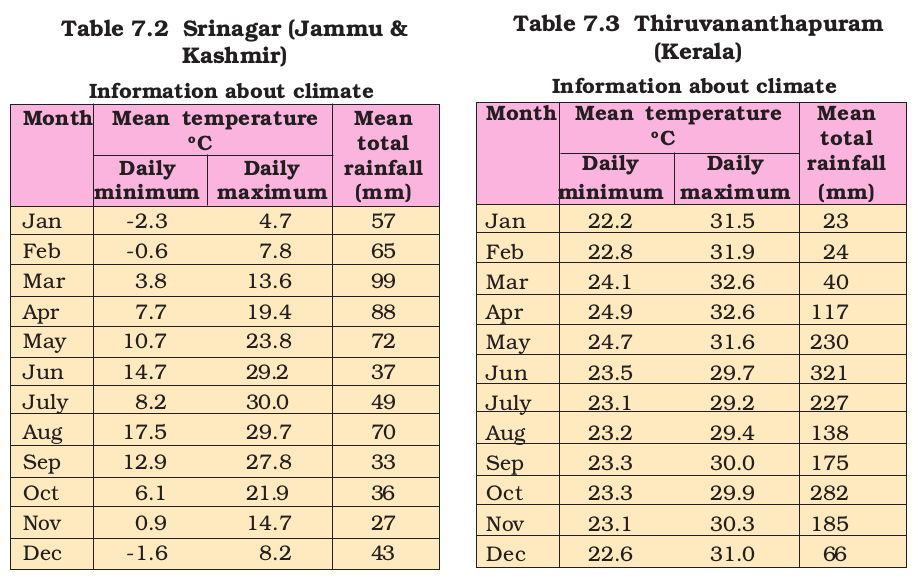 Table 7.2 Srinagar (Jammu &
Kashmir)
Information about climate
Month Mean temperature Mean
°C total
Daily Daily rainfall
minimum maximum (mm)
Jan -2.3 4.7 57
Feb -0.6 7.8 65
Mar 3.8 13.6 99
Apr 7.7 19.4 88
May 10.7 23.8 72
Jun 14.7 29.2 37
July 8.2 30.0 49
Aug 17.5 29.7 70
Sep 12.9 27.8 33
Oct 6.1 21.9 36
Nov 0.9 14.7 27
Dec -1.6 8.2 43
Table 7.3 Thiruvananthapuram
(Kerala)
Information about climate
Month Mean temperature Mean
°C total
Daily Daily rainfall
minimum maximum (mm)
Jan 22.2 31.5 23
Feb 22.8 31.9 24
Mar 24.1 32.6 40
Apr 24.9 32.6 117
May 24.7 31.6 230
Jun 23.5 29.7 321
July 23.1 29.2 227
Aug 23.2 29.4 138
Sep 23.3 30.0 175
Oct 23.3 29.9 282
Nov 23.1 30.3 185
Dec 22.6 31.0 66